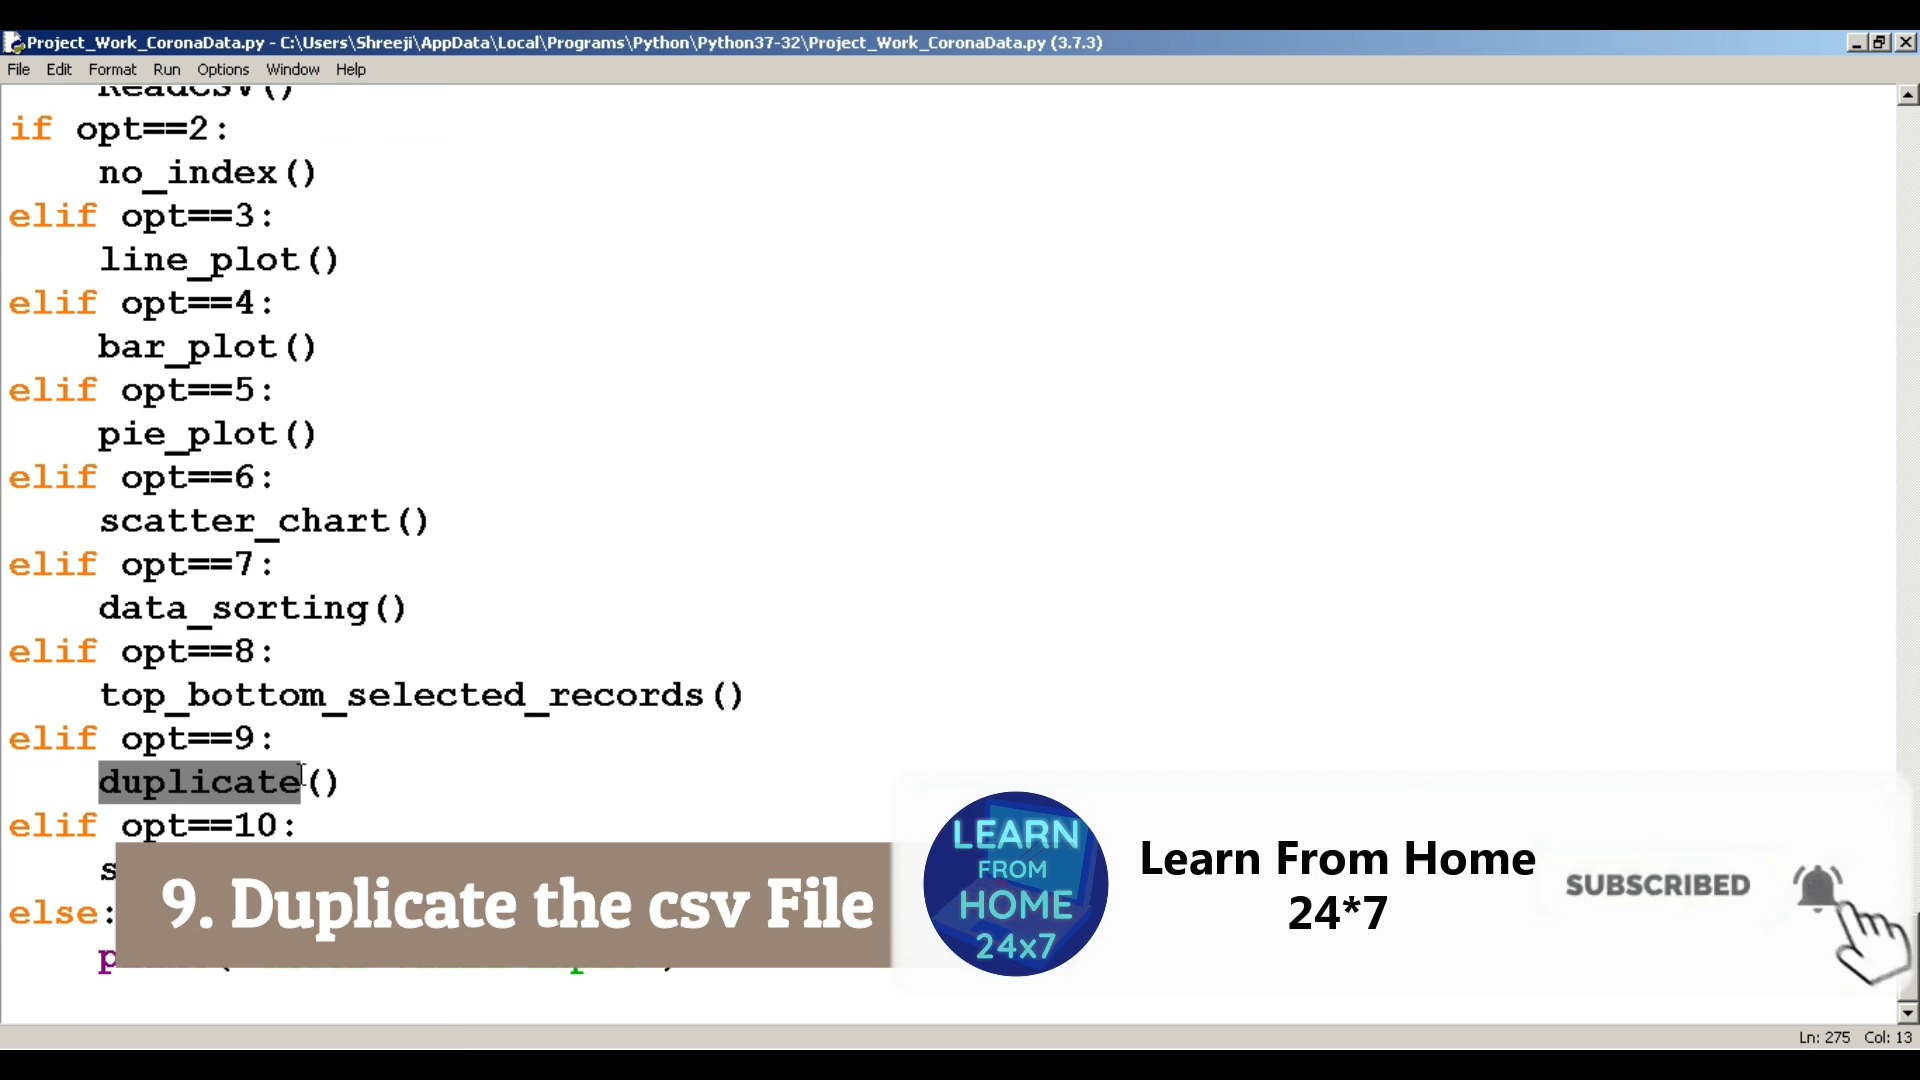 Project_Work_CoronaData.py - C:\Users\Shreeji\AppData\Local\Programs\Python\Python37-32\Project_Work_CoronaData.py (3.7.3)
File Edit Format Run Options Window Help
ReadCSV()
if opt==2:
no_index()
elif opt==3:
line_plot()
elif opt==4:
bar_plot()
elif opt==5:
pie_plot()
elif opt==6:
scatter_chart()
elif opt==7:
data_sorting()
elif opt==8:
top_bottom_selected_records()
elif opt==9:
duplicate()
elif opt==10:
else:
9. Duplicate the csv File
LEARN
FROM
HOME
24x7
Learn From Home
24*7
SUBSCRIBED
Ln: 275 Col: 13